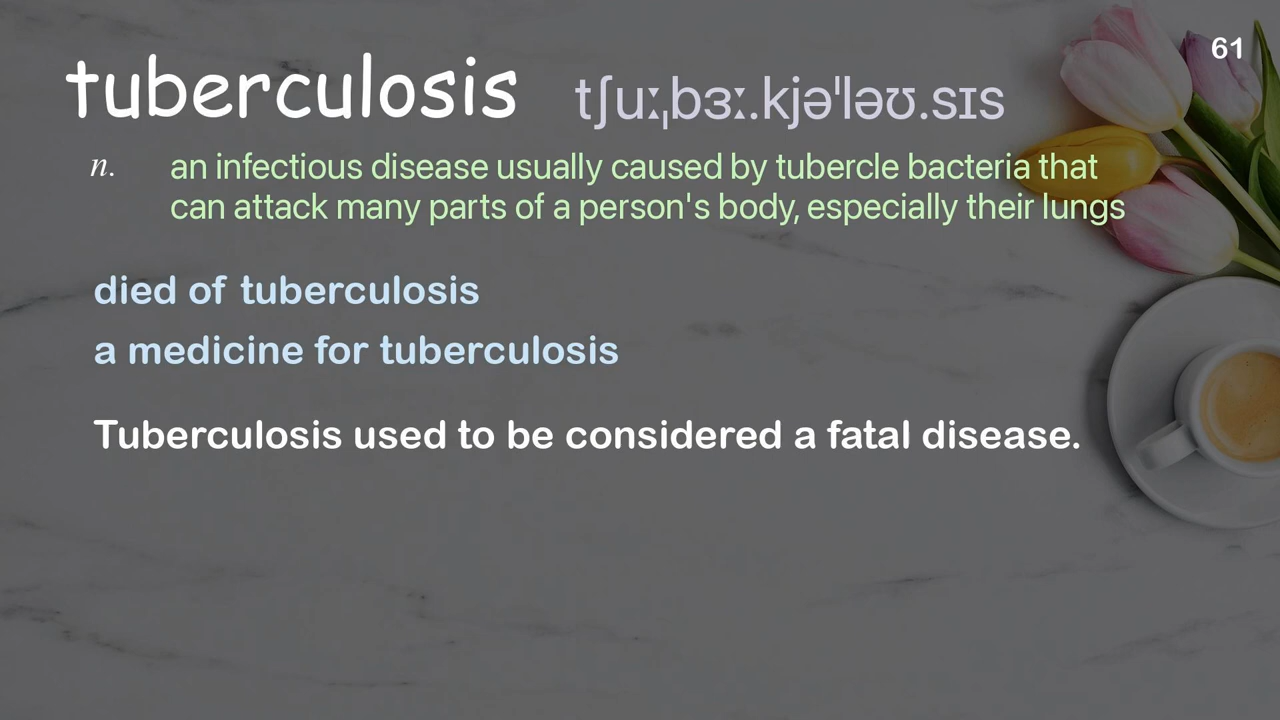 61
tuberculosis tʃuːˌbɜː.kjəˈləʊ.sɪs
n. an infectious disease usually caused by tubercle bacteria that
can attack many parts of a person's body, especially their lungs
died of tuberculosis
a medicine for tuberculosis
Tuberculosis used to be considered a fatal disease.